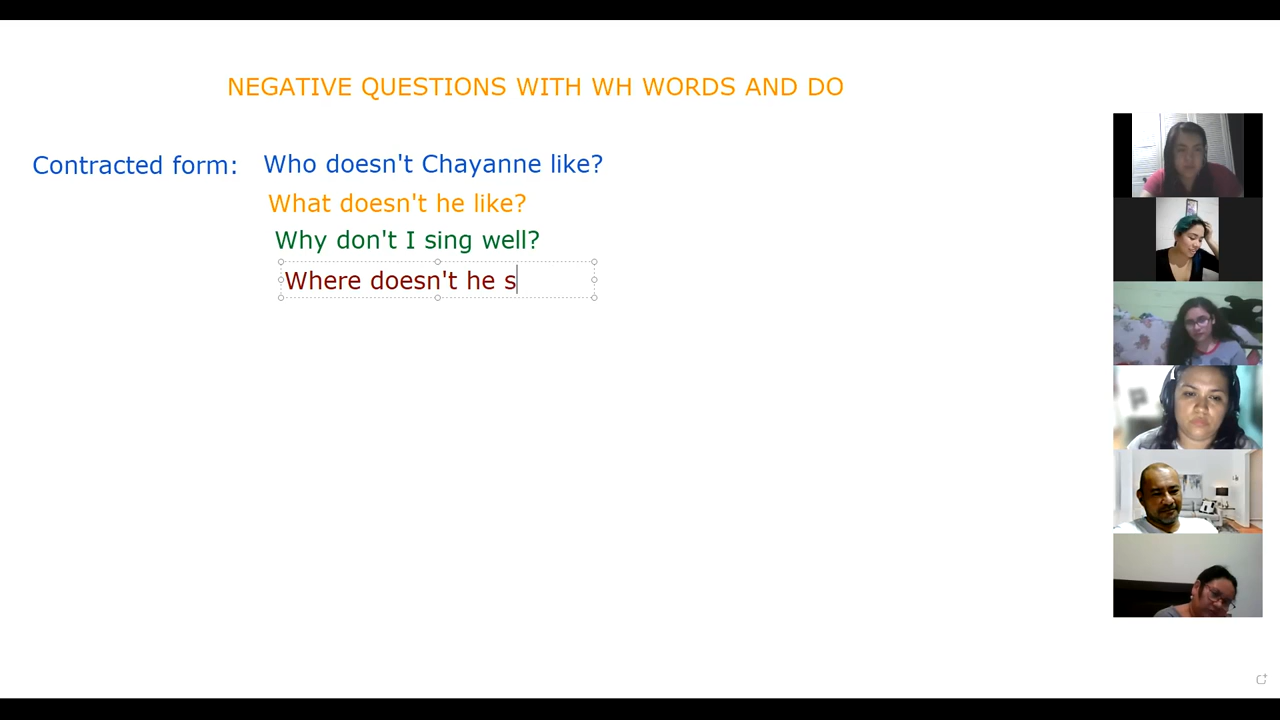 NEGATIVE QUESTIONS WITH WH WORDS AND DO
Contracted form: Who doesn't Chayanne like?
What doesn't he like?
Why don't I sing well?
Where doesn't he s